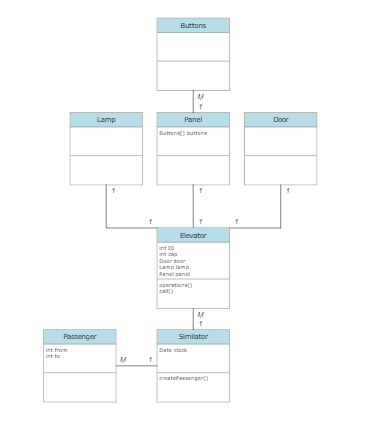 Buttons
M
1
Lamp
Panel
Door
Buttons[] buttons
1
1
1
1
1
1
Elevator
int ID
int cap
Door door
Lamp lamp
Panel panel
operations()
call()
M
1
Passenger
Similator
int from
int to
Date clock
M
1
createPassenger()